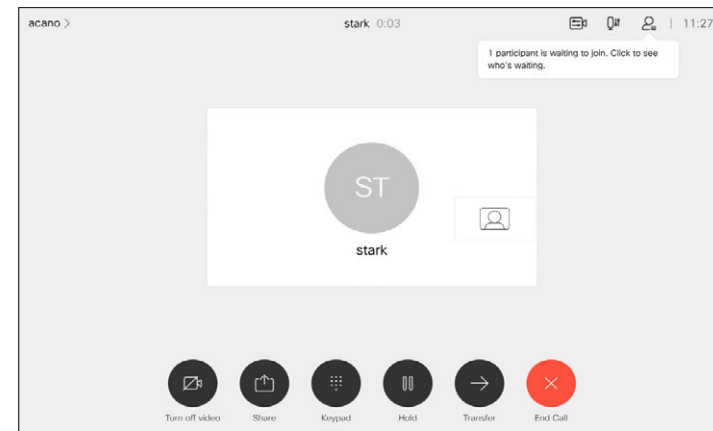 acano >
stark 0:03
11:27
1 participant is waiting to join. Click to see
who's waiting.
ST
stark
Turn off video
Share
Keypad
Hold
Transfer
End Call